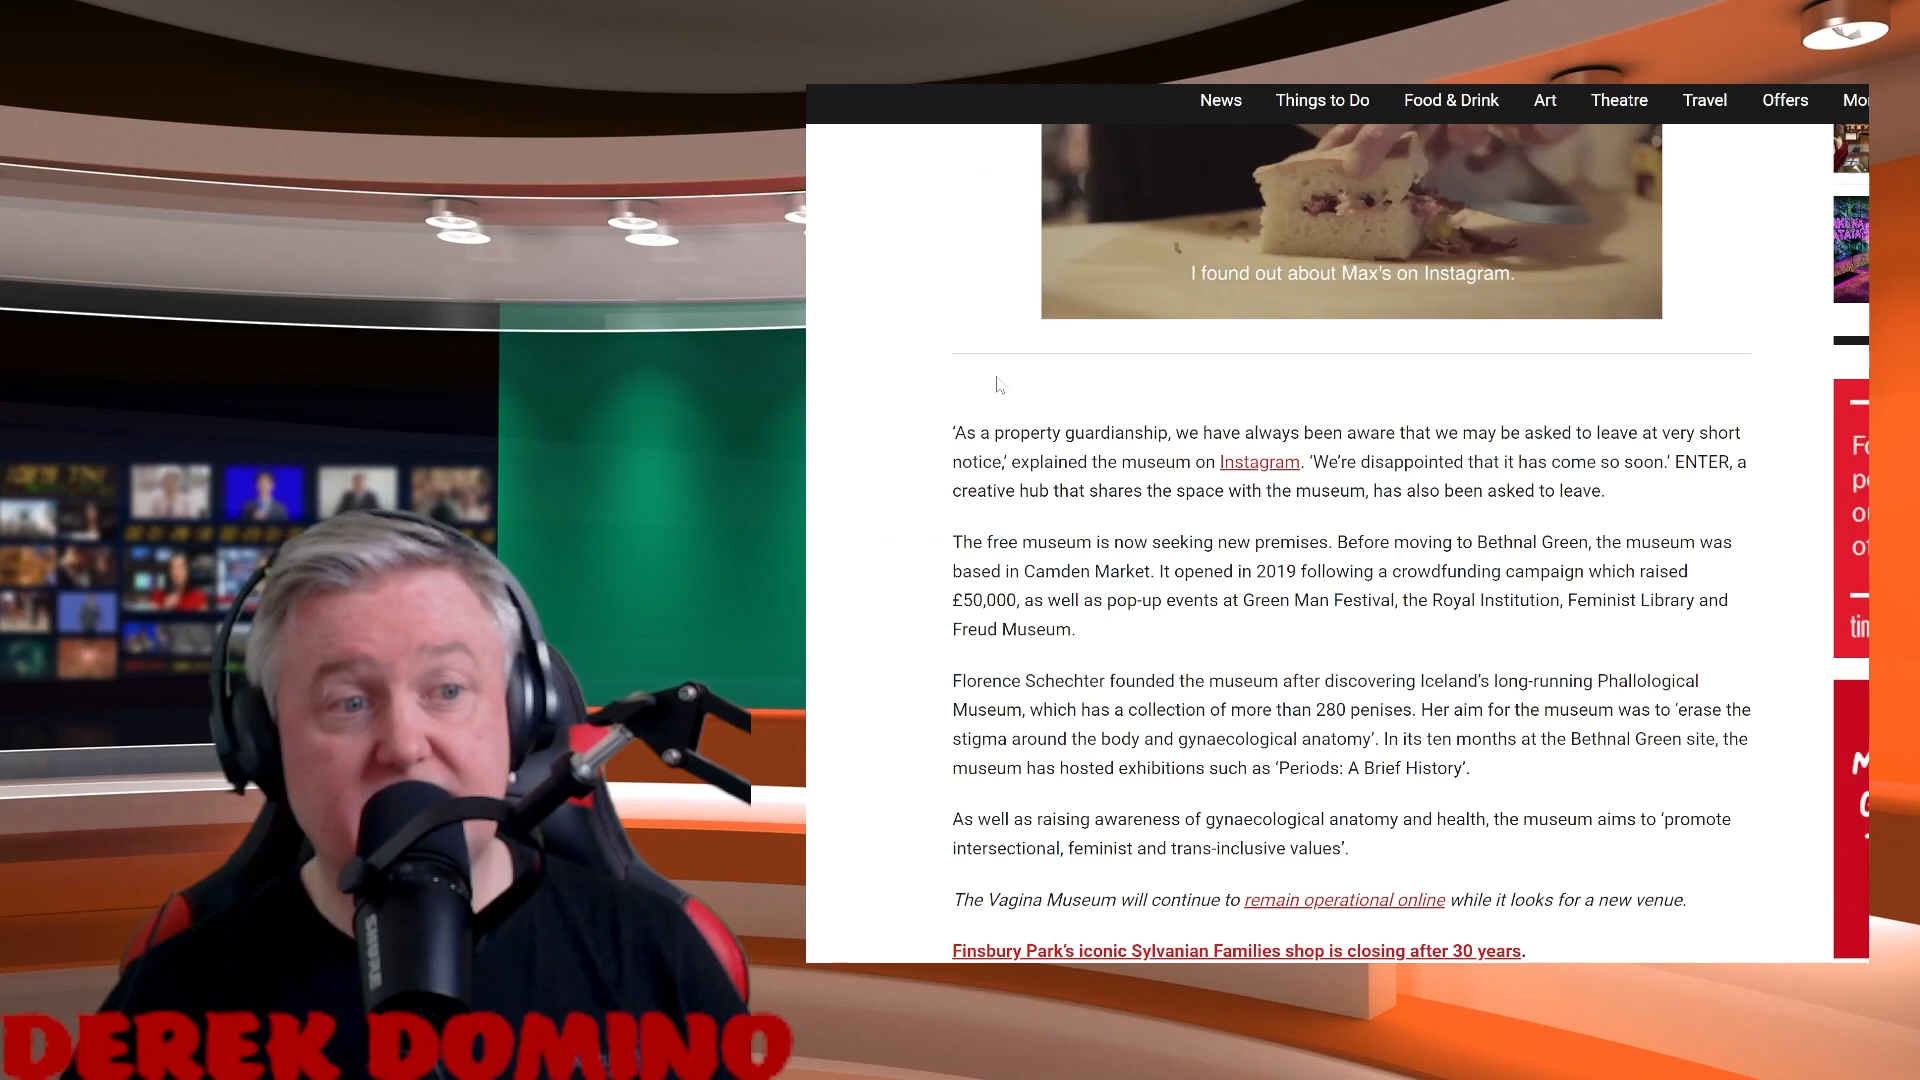 News Things to Do Food & Drink Art Theatre Travel Offers
I found out about Max's on Instagram.
‘As a property guardianship, we have always been aware that we may be asked to leave at very short
notice,’ explained the museum on Instagram. ‘We’re disappointed that it has come so soon.’ ENTER, a
creative hub that shares the space with the museum, has also been asked to leave.
The free museum is now seeking new premises. Before moving to Bethnal Green, the museum was
based in Camden Market. It opened in 2019 following a crowdfunding campaign which raised
£50,000, as well as pop-up events at Green Man Festival, the Royal Institution, Feminist Library and
Freud Museum.
Florence Schechter founded the museum after discovering Iceland’s long-running Phallological
Museum, which has a collection of more than 280 penises. Her aim for the museum was to ‘erase the
stigma around the body and gynaecological anatomy’. In its ten months at the Bethnal Green site, the
museum has hosted exhibitions such as ‘Periods: A Brief History’.
As well as raising awareness of gynaecological anatomy and health, the museum aims to ‘promote
intersectional, feminist and trans-inclusive values’.
The Vagina Museum will continue to remain operational online while it looks for a new venue.
Finsbury Park’s iconic Sylvanian Families shop is closing after 30 years.
SHURE
DEREK DOMINO